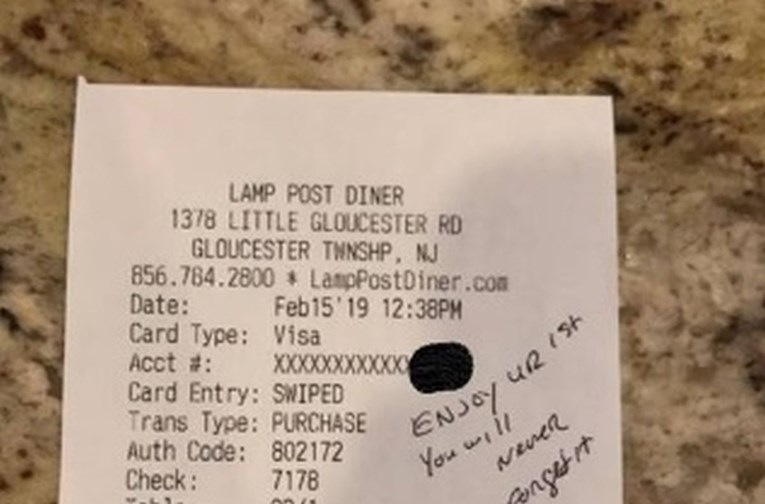 LAMP POST DINER
1378 LITTLE GLOUCESTER RD
GLOUCESTER TWNSHP, NJ
856.784.2800 * LampPostDiner.com
Date: Feb15'19 12:38PM
Card Type: Visa
Acct #: XXXXXXXXXXXX
Card Entry: SWIPED
Trans Type: PURCHASE
Auth Code: 802172
Check: 7178
ENJOY UR 1st
You will
Never
Forget it